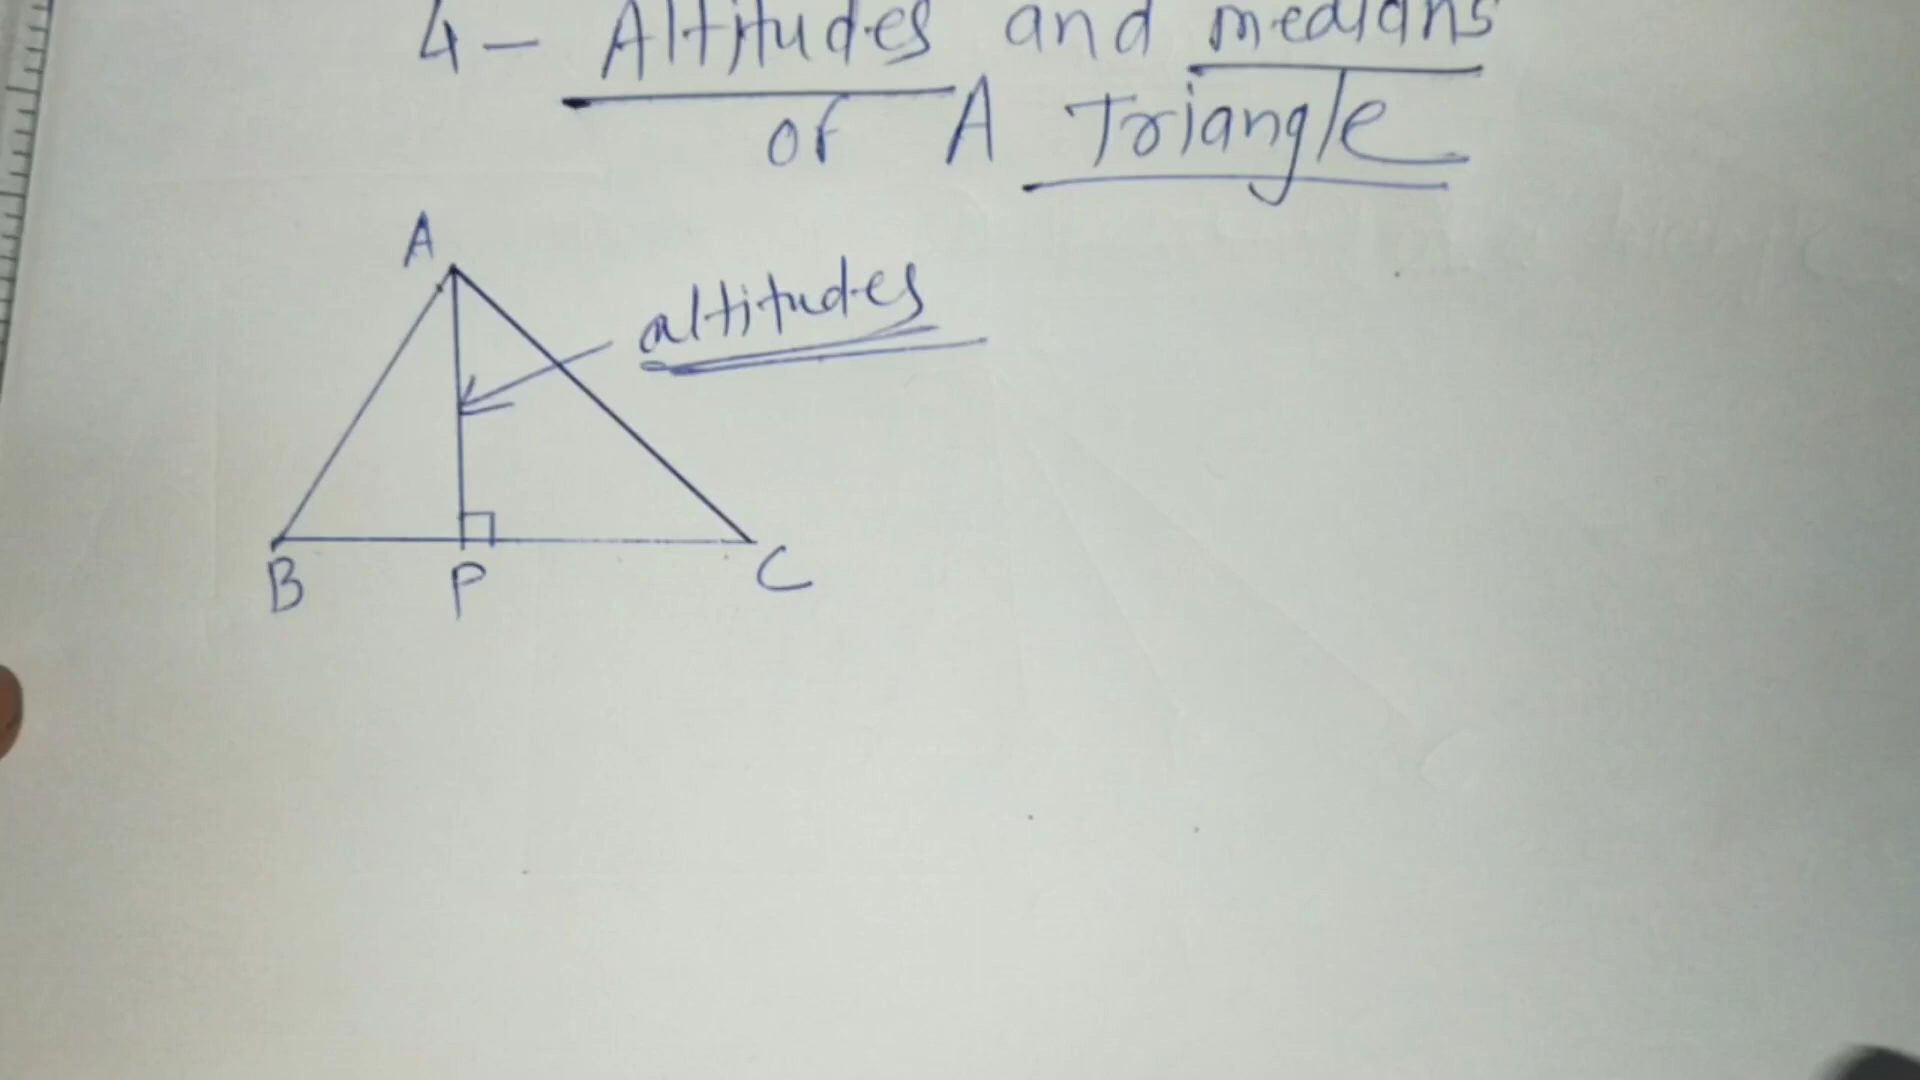 4 - Altitudes and medians
of A Triangle
A
altitudes
B P C